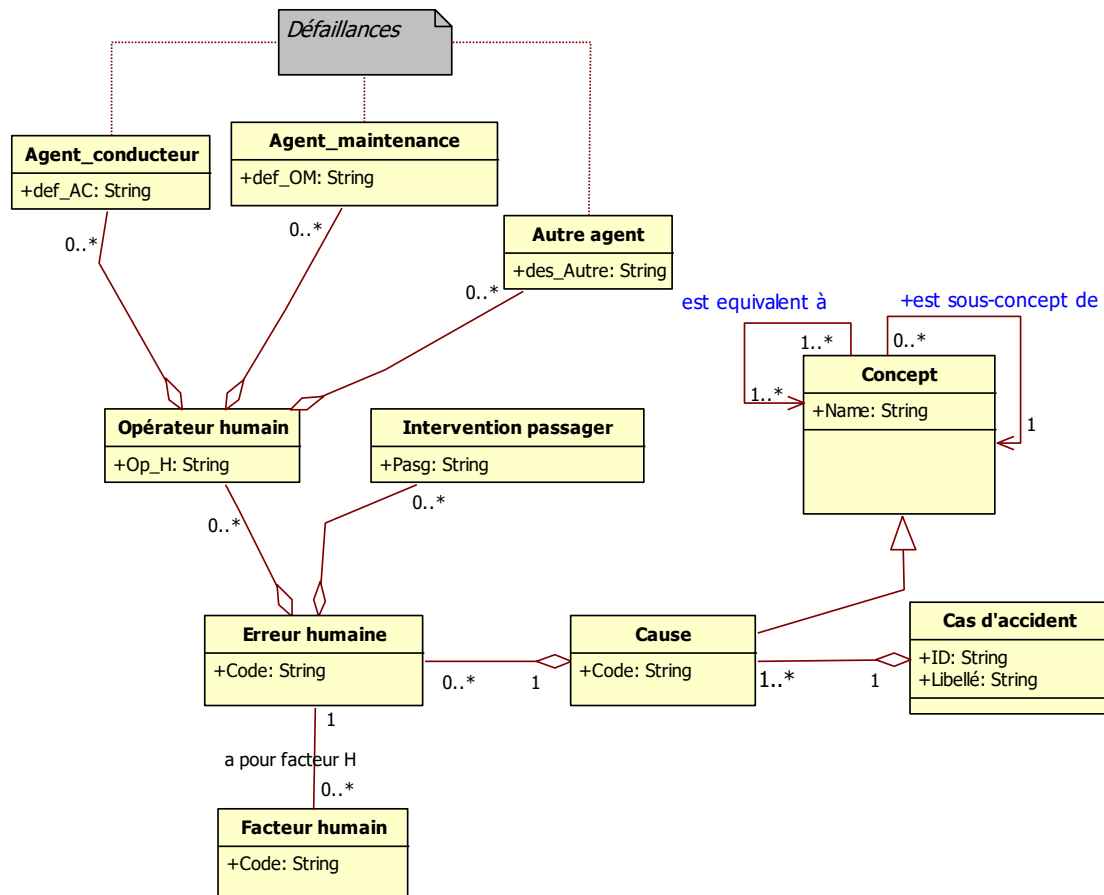 Défaillances
Agent_conducteur
+def_AC: String
Agent_maintenance
+def_OM: String
Autre agent
+des_Autre: String
0..*
0..*
0..*
est equivalent à
+est sous-concept de
1..*
0..*
1..*
1
Concept
+Name: String
Opérateur humain
+Op_H: String
Intervention passager
+Pasg: String
0..*
0..*
Erreur humaine
+Code: String
0..*
1
Cause
+Code: String
1..*
1
Cas d'accident
+ID: String
+Libellé: String
1
a pour facteur H
0..*
Facteur humain
+Code: String